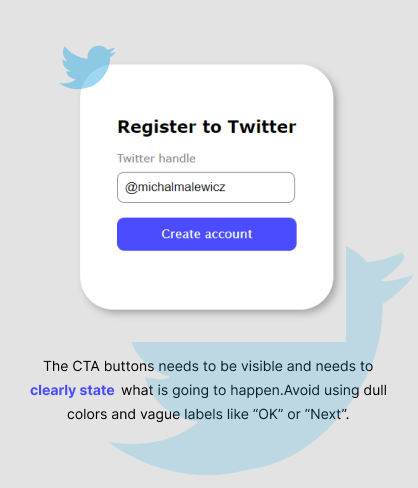 Register to Twitter
Twitter handle
@michalmalewicz
Create account
The CTA buttons needs to be visible and needs to
clearly state what is going to happen.Avoid using dull
colors and vague labels like “OK” or “Next”.